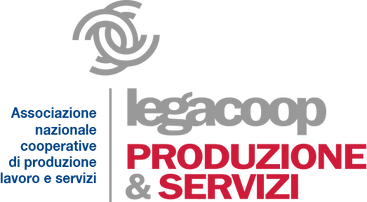 Associazione
nazionale
cooperative
di produzione
lavoro e servizi
legacoop
PRODUZIONE
& SERVIZI